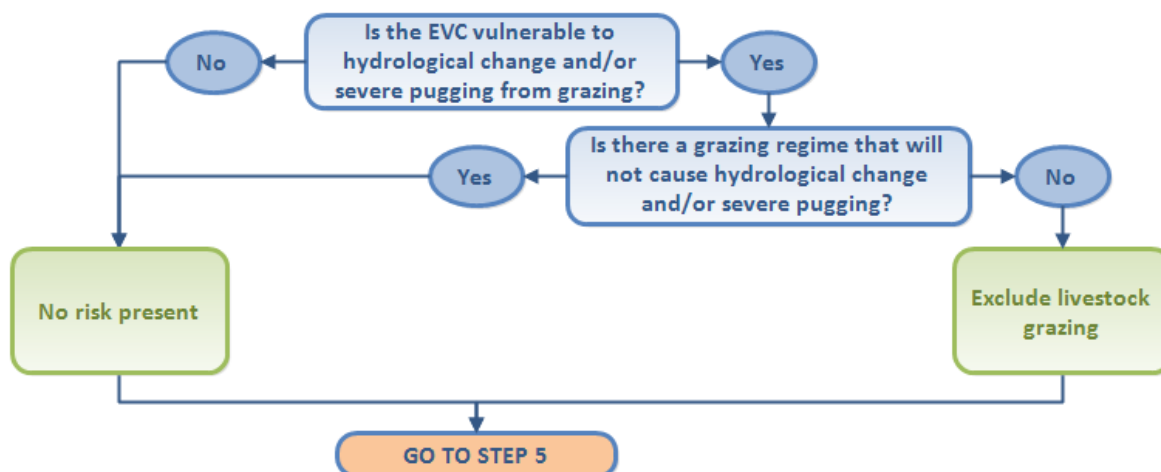 Is the EVC vulnerable to
hydrological change and/or
severe pugging from grazing?
No
Yes
Is there a grazing regime that will
not cause hydrological change
and/or severe pugging?
Yes
No
No risk present
Exclude livestock
grazing
GO TO STEP 5